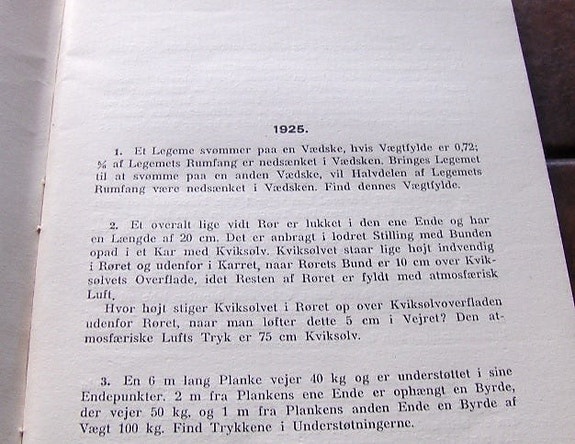 1925.
1. Et Legeme svømmer paa en Vædske, hvis Vægtfylde er 0,72;
af Legemets Rumfang er nedsænket i Vædsken. Bringes Legemet
til at svømme paa en anden Vædske, vil Halvdelen af Legemets
Rumfang være nedsænket i Vædsken. Find dennes Vægtfylde.
2. Et overalt lige vidt Rør er lukket i den ene Ende og har
en Længde af 20 cm. Det er anbragt i lodret Stilling med Bunden
opad i et Kar med Kviksølv. Kviksølvet staar lige højt indvendig
i Røret og udenfor i Karret, naar Rørets Bund er 10 cm over Kvik-
sølvets Overflade, idet Resten af Røret er fyldt med atmosfærisk
Luft.
Hvor højt stiger Kviksølvet i Røret op over Kviksølvoverfladen
udenfor Røret, naar man løfter dette 5 cm i Vejret? Den at-
mosfæriske Lufts Tryk er 75 cm Kviksølv.
3. En 6 m lang Planke vejer 40 kg og er understøttet i sine
Endepunkter. 2 m fra Plankens ene Ende er ophængt en Byrde,
der vejer 50 kg, og 1 m fra Plankens anden Ende en Byrde af
Vægt 100 kg. Find Trykkene i Understøtningerne.